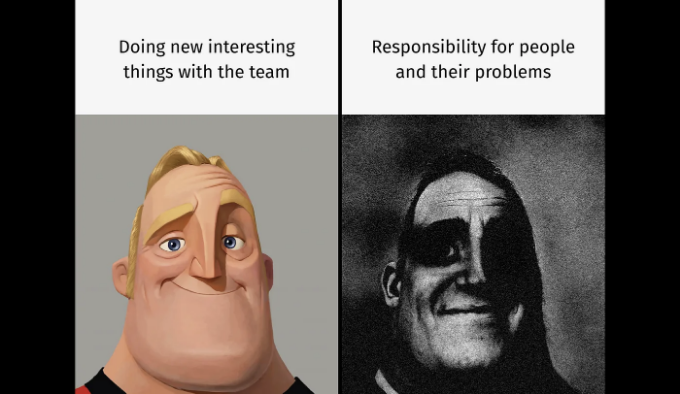 Doing new interesting
things with the team
Responsibility for people
and their problems